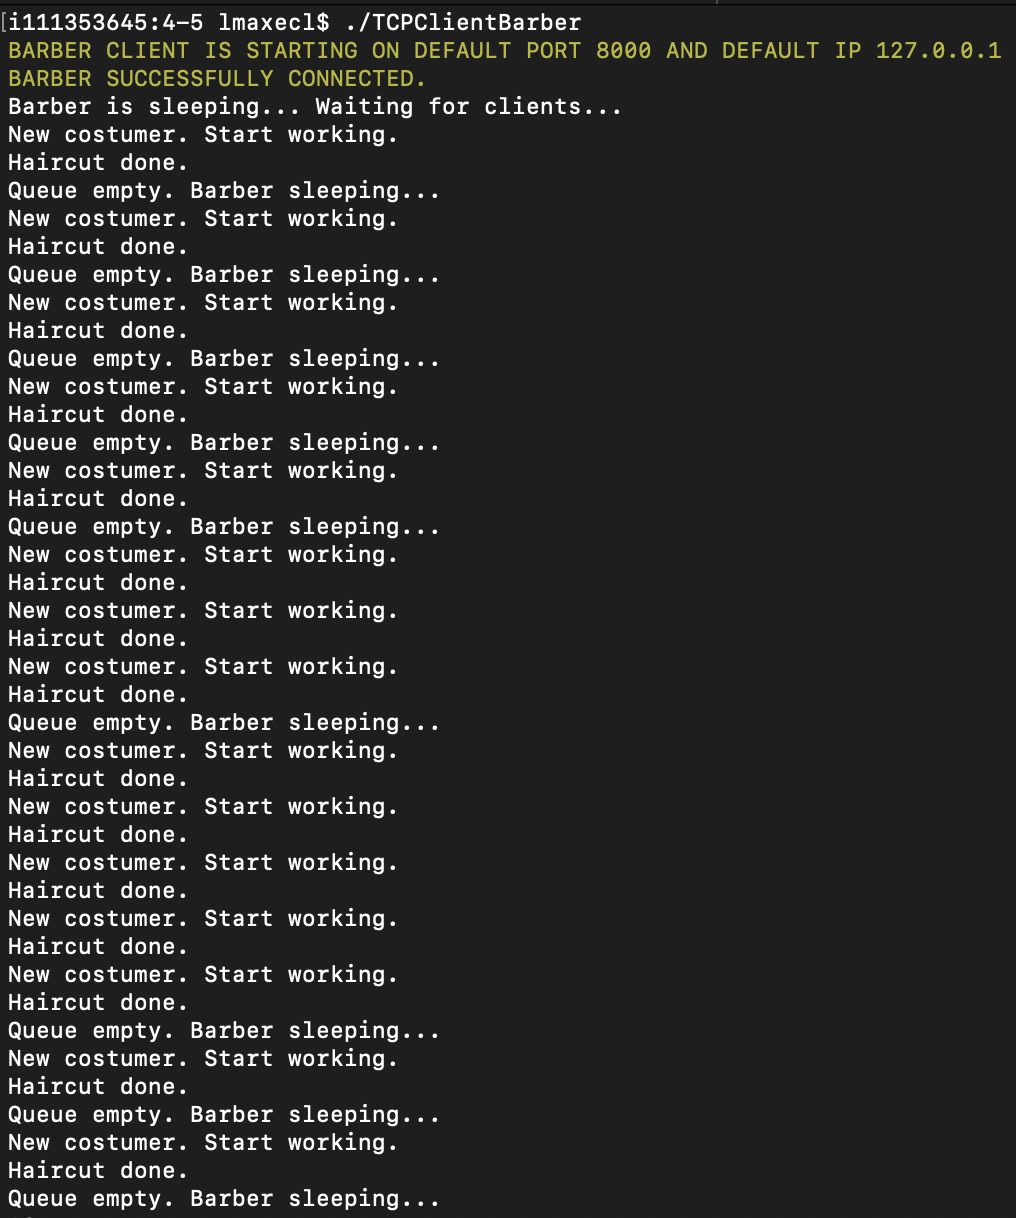 [i111353645:4-5 lmaxecl$ ./TCPClientBarber
BARBER CLIENT IS STARTING ON DEFAULT PORT 8000 AND DEFAULT IP 127.0.0.1
BARBER SUCCESSFULLY CONNECTED.
Barber is sleeping... Waiting for clients...
New costumer. Start working.
Haircut done.
Queue empty. Barber sleeping...
New costumer. Start working.
Haircut done.
Queue empty. Barber sleeping...
New costumer. Start working.
Haircut done.
Queue empty. Barber sleeping...
New costumer. Start working.
Haircut done.
Queue empty. Barber sleeping...
New costumer. Start working.
Haircut done.
Queue empty. Barber sleeping...
New costumer. Start working.
Haircut done.
New costumer. Start working.
Haircut done.
New costumer. Start working.
Haircut done.
Queue empty. Barber sleeping...
New costumer. Start working.
Haircut done.
New costumer. Start working.
Haircut done.
New costumer. Start working.
Haircut done.
New costumer. Start working.
Haircut done.
New costumer. Start working.
Haircut done.
Queue empty. Barber sleeping...
New costumer. Start working.
Haircut done.
Queue empty. Barber sleeping...
New costumer. Start working.
Haircut done.
Queue empty. Barber sleeping...